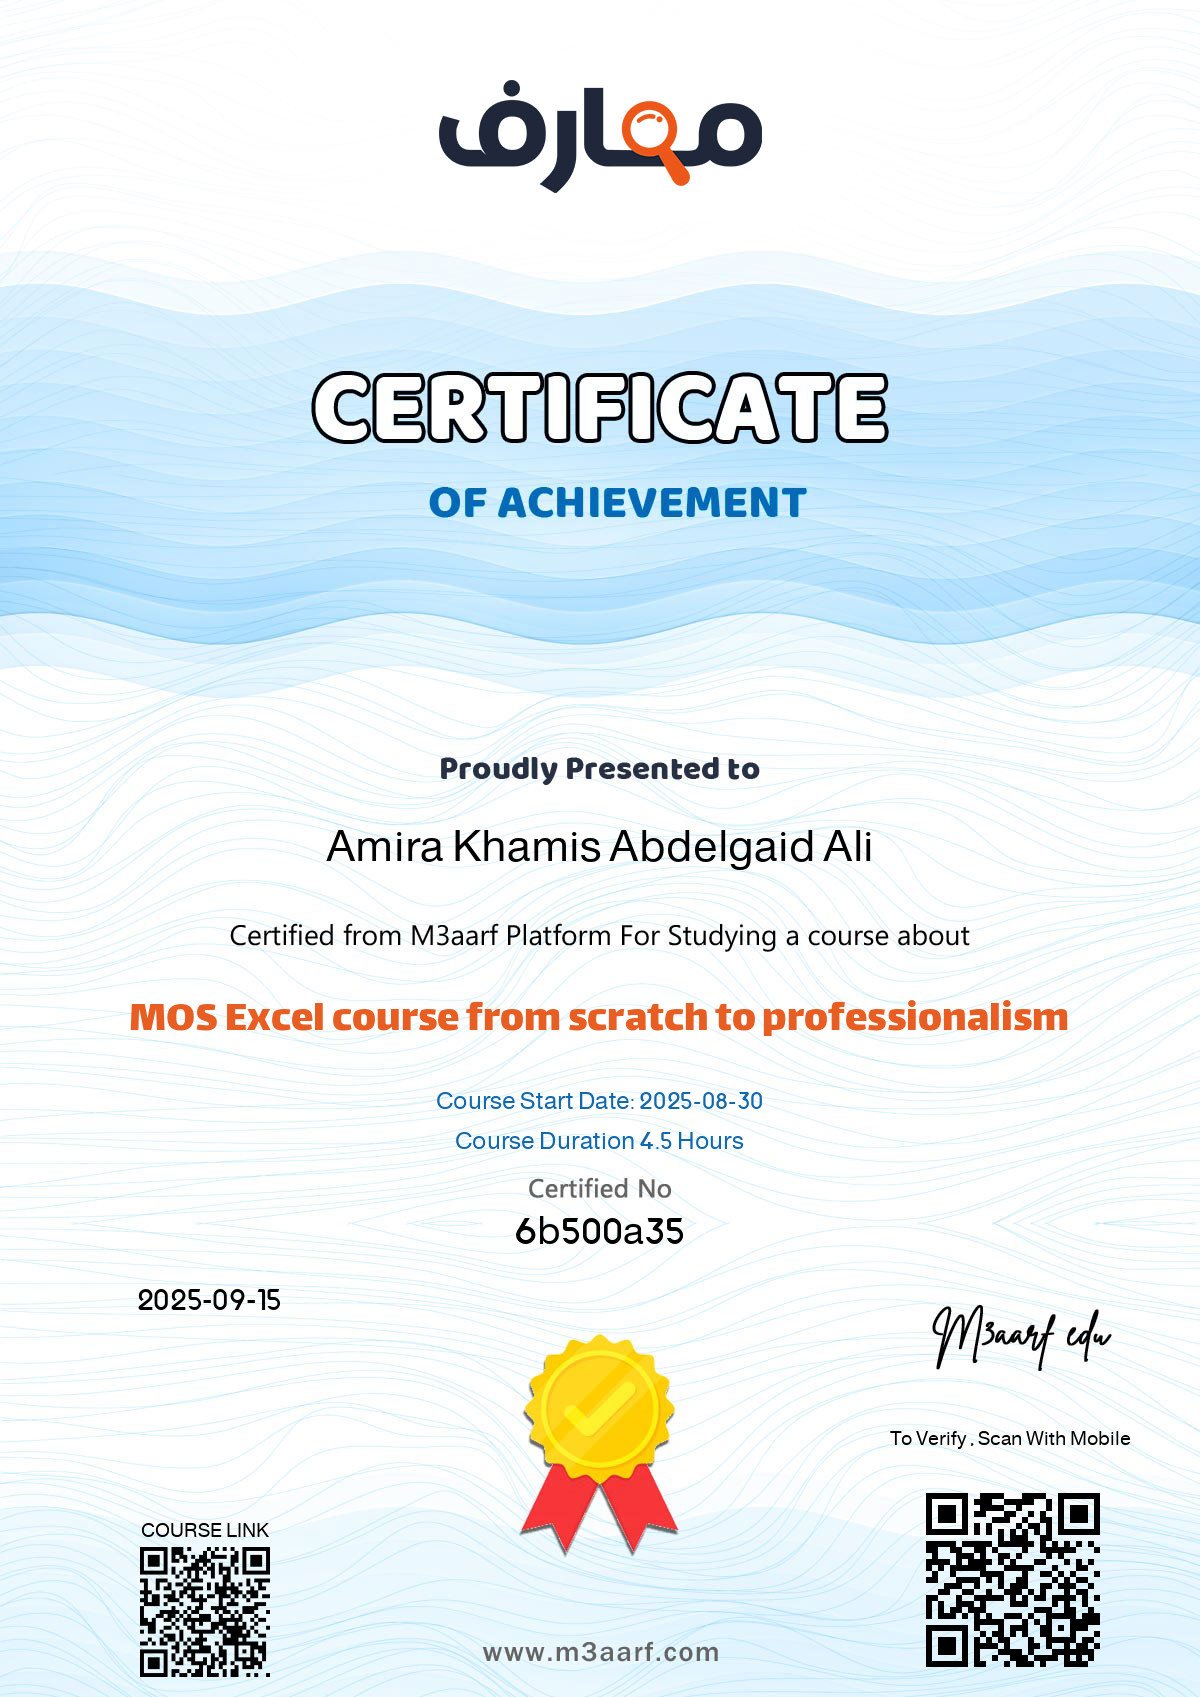 معارف
CERTIFICATE
OF ACHIEVEMENT
Proudly Presented to
Amira Khamis Abdelgaid Ali
Certified from M3aarf Platform For Studying a course about
MOS Excel course from scratch to professionalism
Course Start Date: 2025-08-30
Course Duration 4.5 Hours
Certified No
6b500a35
2025-09-15
M3aarf edu
To Verify , Scan With Mobile
COURSE LINK
www.m3aarf.com